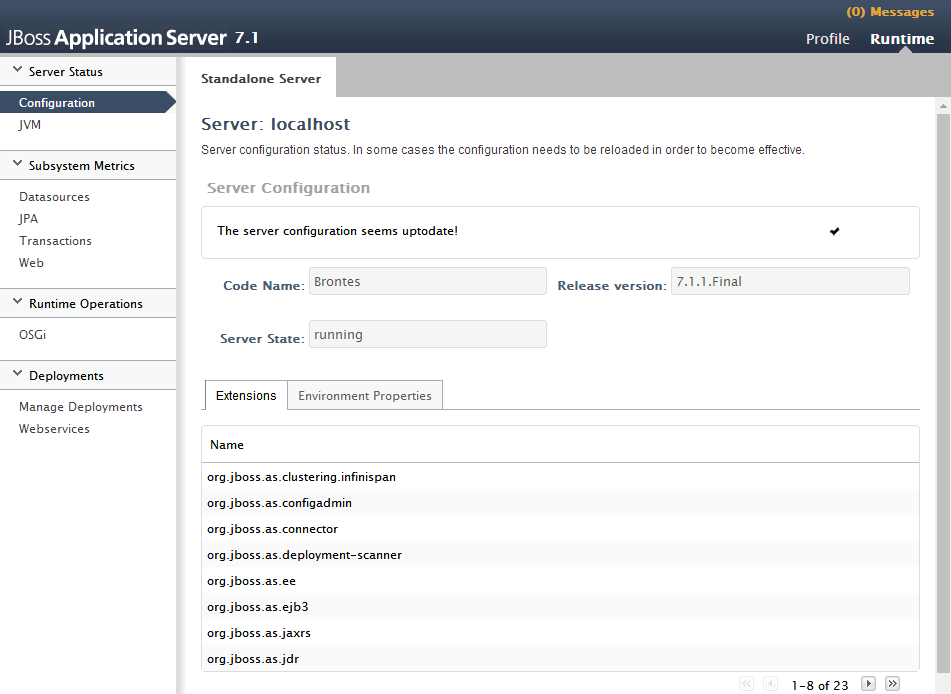 (0) Messages
JBoss Application Server 7.1
Profile Runtime
Server Status
Configuration
JVM
Subsystem Metrics
Datasources
JPA
Transactions
Web
Runtime Operations
OSGi
Deployments
Manage Deployments
Webservices
Standalone Server
Server: localhost
Server configuration status. In some cases the configuration needs to be reloaded in order to become effective.
Server Configuration
The server configuration seems uptodate!
Code Name: Brontes Release version: 7.1.1.Final
Server State: running
Extensions Environment Properties
Name
org.jboss.as.clustering.infinispan
org.jboss.as.configadmin
org.jboss.as.connector
org.jboss.as.deployment-scanner
org.jboss.as.ee
org.jboss.as.ejb3
org.jboss.as.jaxrs
org.jboss.as.jdr
1-8 of 23